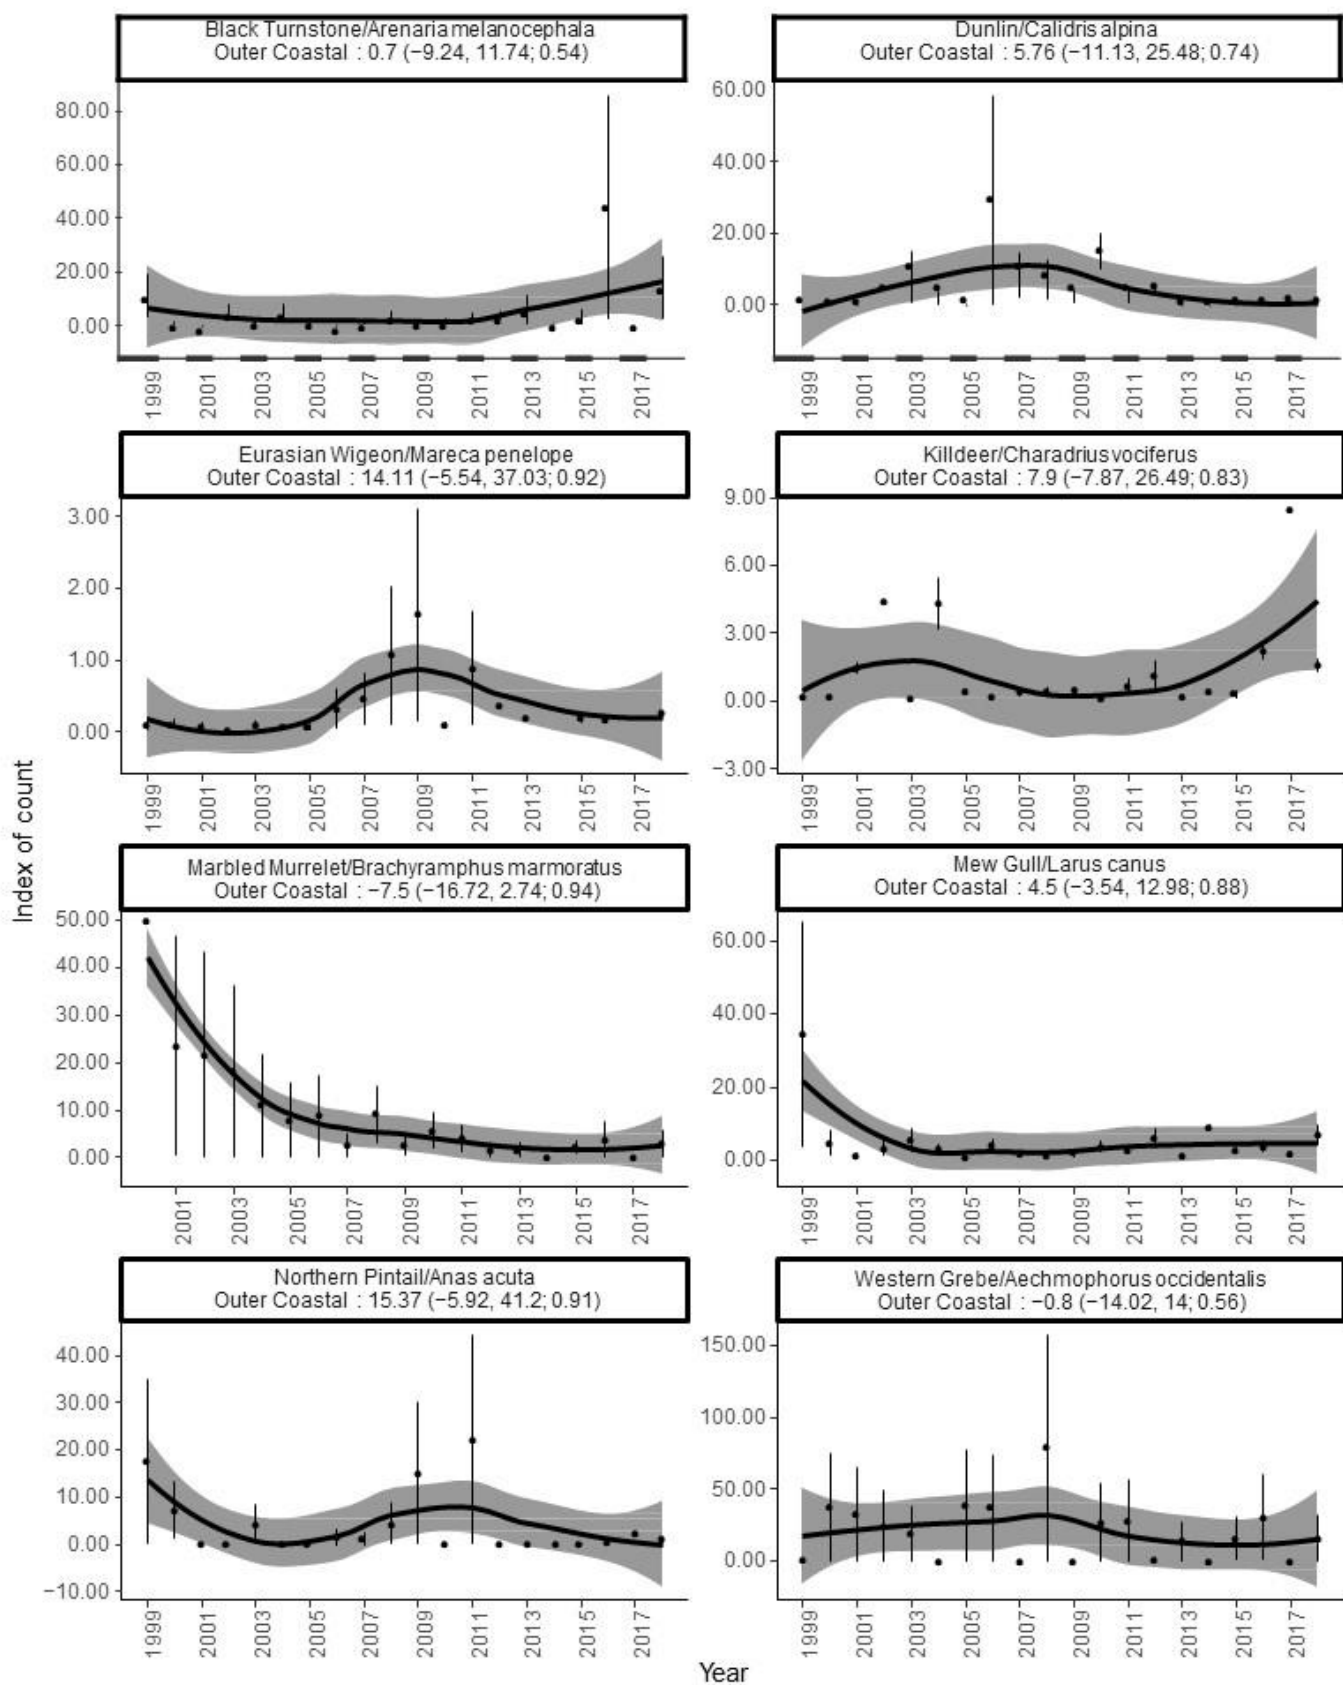 Black Turnstone/Arenaria melanocephala
Outer Coastal : 0.7 (−9.24, 11.74; 0.54)
Dunlin/Calidris alpina
Outer Coastal : 5.76 (−11.13, 25.48; 0.74)
80.00
60.00
40.00
20.00
0.00
1999 2001 2003 2005 2007 2009 2011 2013 2015 2017
60.00
40.00
20.00
0.00
1999 2001 2003 2005 2007 2009 2011 2013 2015 2017
Eurasian Wigeon/Mareca penelope
Outer Coastal : 14.11 (−5.54, 37.03; 0.92)
Killdeer/Charadrius vociferus
Outer Coastal : 7.9 (−7.87, 26.49; 0.83)
3.00
2.00
1.00
0.00
1999 2001 2003 2005 2007 2009 2011 2013 2015 2017
9.00
6.00
3.00
0.00
−3.00
1999 2001 2003 2005 2007 2009 2011 2013 2015 2017
Index of count
Marbled Murrelet/Brachyramphus marmoratus
Outer Coastal : −7.5 (−16.72, 2.74; 0.94)
Mew Gull/Larus canus
Outer Coastal : 4.5 (−3.54, 12.98; 0.88)
50.00
40.00
30.00
20.00
10.00
0.00
2001 2003 2005 2007 2009 2011 2013 2015 2017
60.00
40.00
20.00
0.00
1999 2001 2003 2005 2007 2009 2011 2013 2015 2017
Northern Pintail/Anas acuta
Outer Coastal : 15.37 (−5.92, 41.2; 0.91)
Western Grebe/Aechmophorus occidentalis
Outer Coastal : −0.8 (−14.02, 14; 0.56)
40.00
30.00
20.00
10.00
0.00
−10.00
1999 2001 2003 2005 2007 2009 2011 2013 2015 2017
150.00
100.00
50.00
0.00
1999 2001 2003 2005 2007 2009 2011 2013 2015 2017
Year